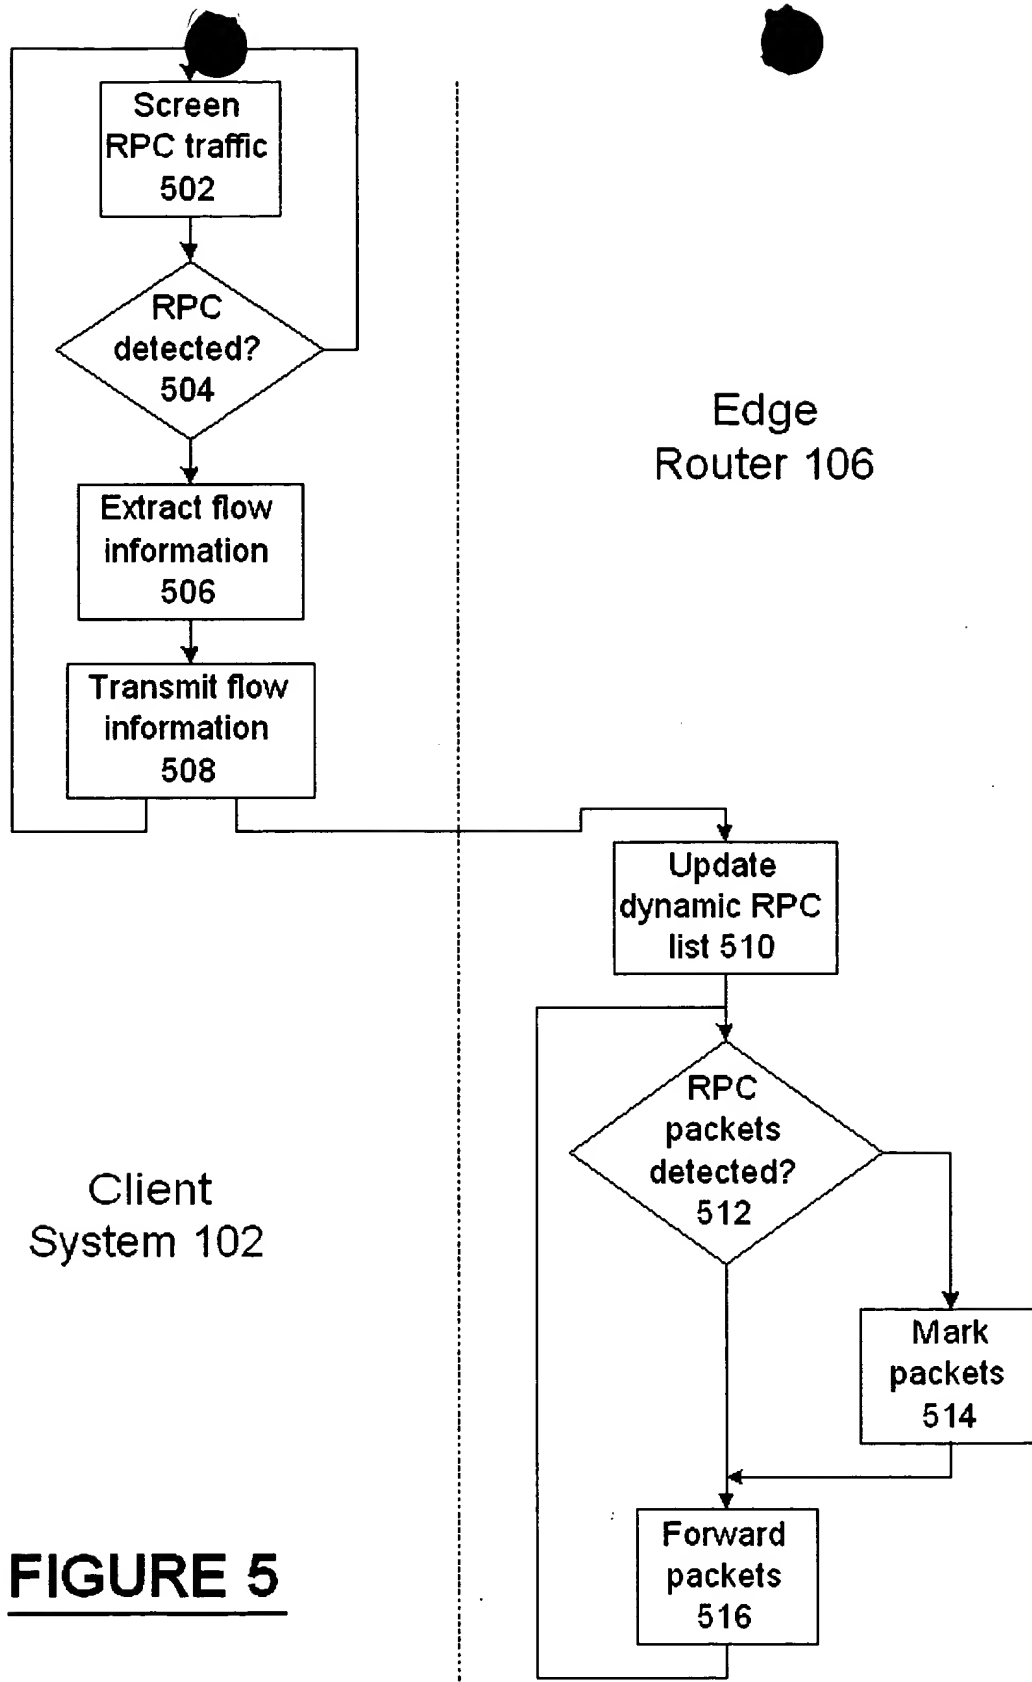 Screen
RPC traffic
502
RPC
detected?
504
Extract flow
information
506
Transmit flow
information
508
Edge
Router 106
Update
dynamic RPC
list 510
RPC
packets
detected?
512
Client
System 102
Mark
packets
514
Forward
packets
516
FIGURE 5